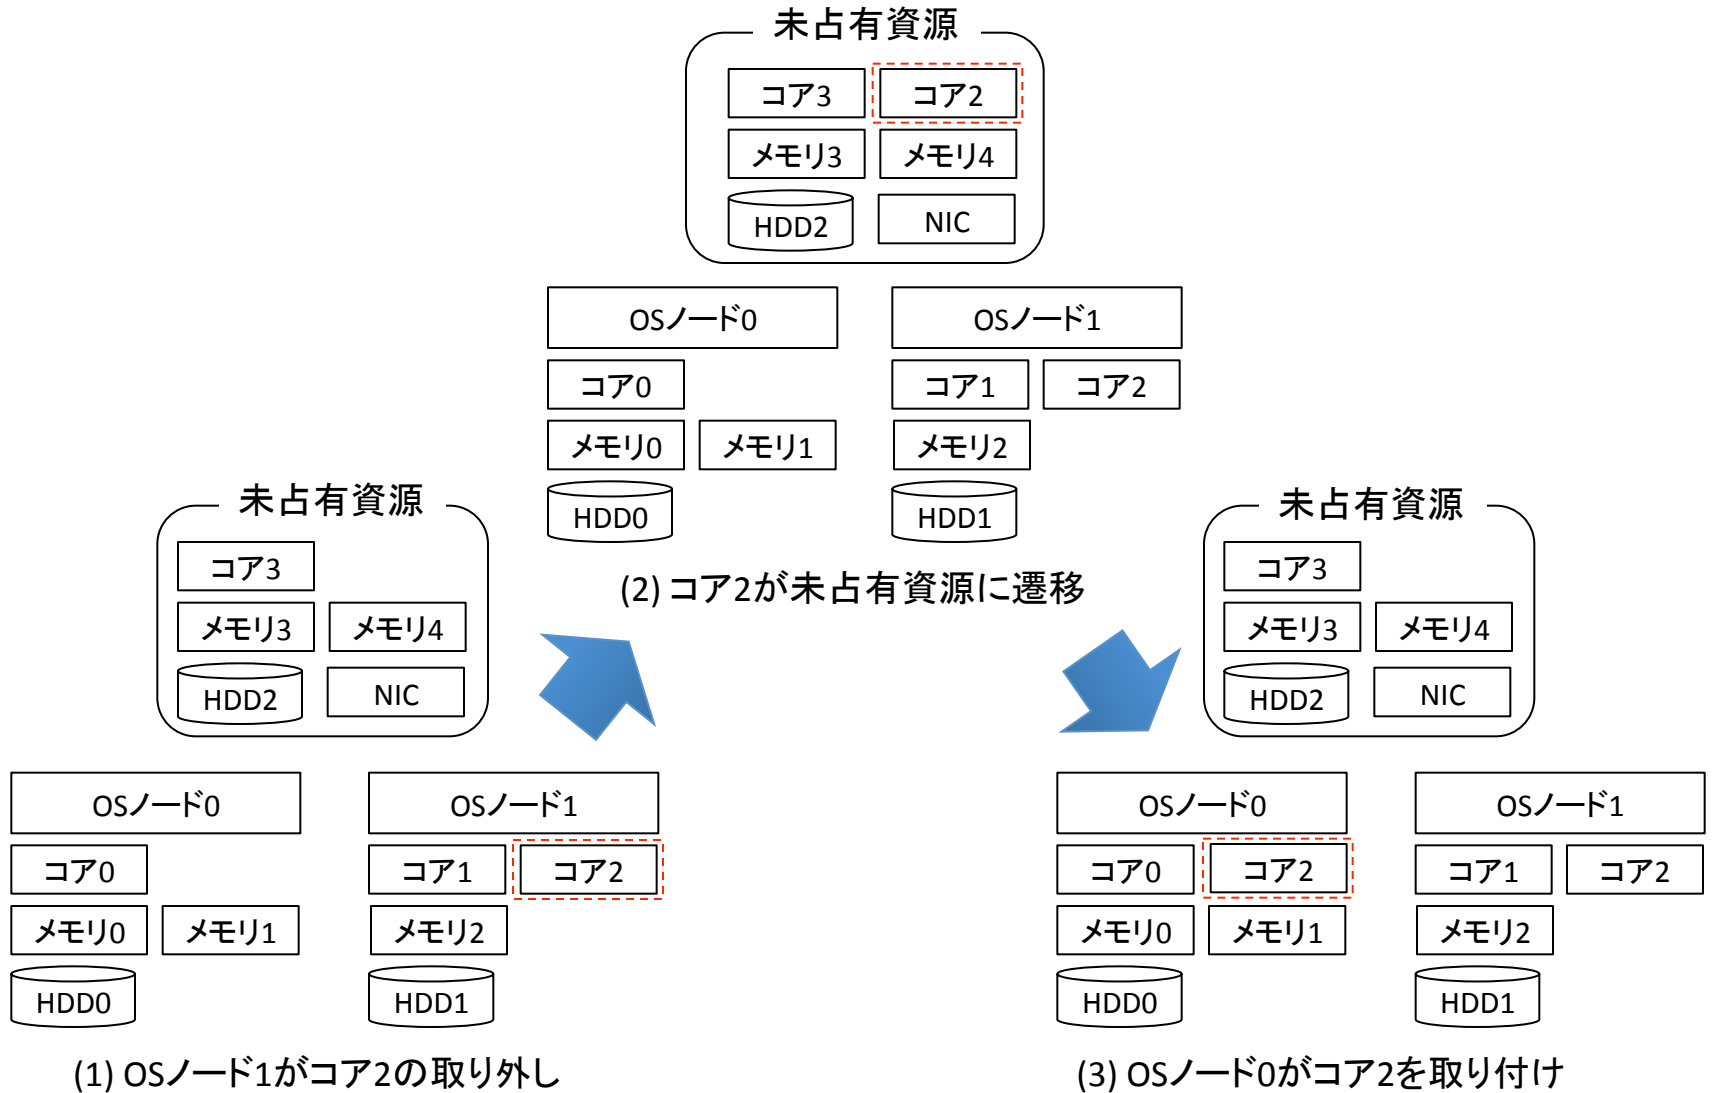 未占有資源
コア3 コア2
メモリ3 メモリ4
HDD2 NIC
OSノード0 OSノード1
コア0 コア1 コア2
メモリ0 メモリ1 メモリ2
HDD0 HDD1
(2) コア2が未占有資源に遷移
未占有資源
コア3
メモリ3 メモリ4
HDD2 NIC
OSノード0 OSノード1
コア0 コア1 コア2
メモリ0 メモリ1 メモリ2
HDD0 HDD1
(1) OSノード1がコア2の取り外し
未占有資源
コア3
メモリ3 メモリ4
HDD2 NIC
OSノード0 OSノード1
コア0 コア2 コア1 コア2
メモリ0 メモリ1 メモリ2
HDD0 HDD1
(3) OSノード0がコア2を取り付け